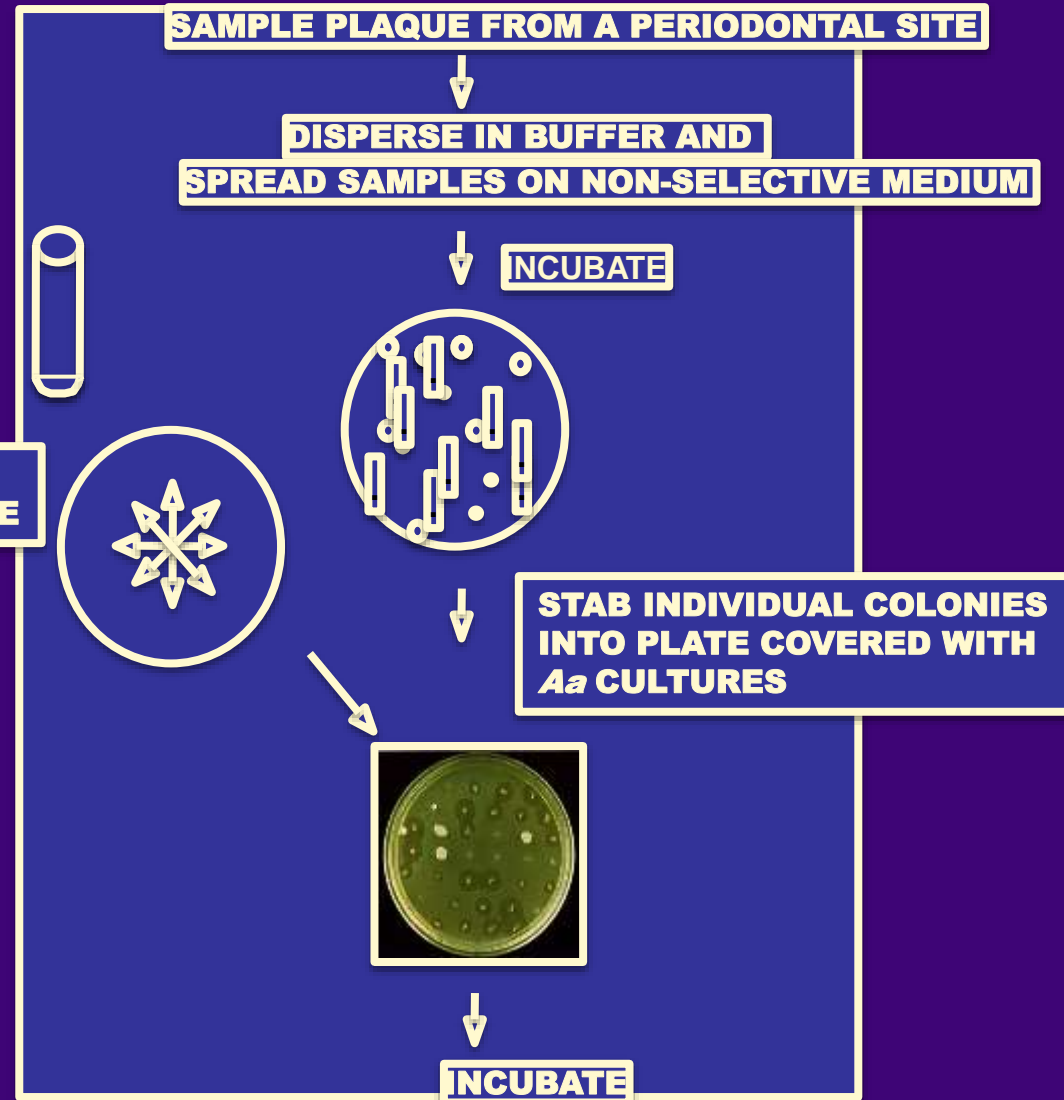 SAMPLE PLAQUE FROM A PERIODONTAL SITE
DISPERSE IN BUFFER AND
SPREAD SAMPLES ON NON-SELECTIVE MEDIUM
INCUBATE
E
STAB INDIVIDUAL COLONIES
INTO PLATE COVERED WITH
Aa CULTURES
INCUBATE